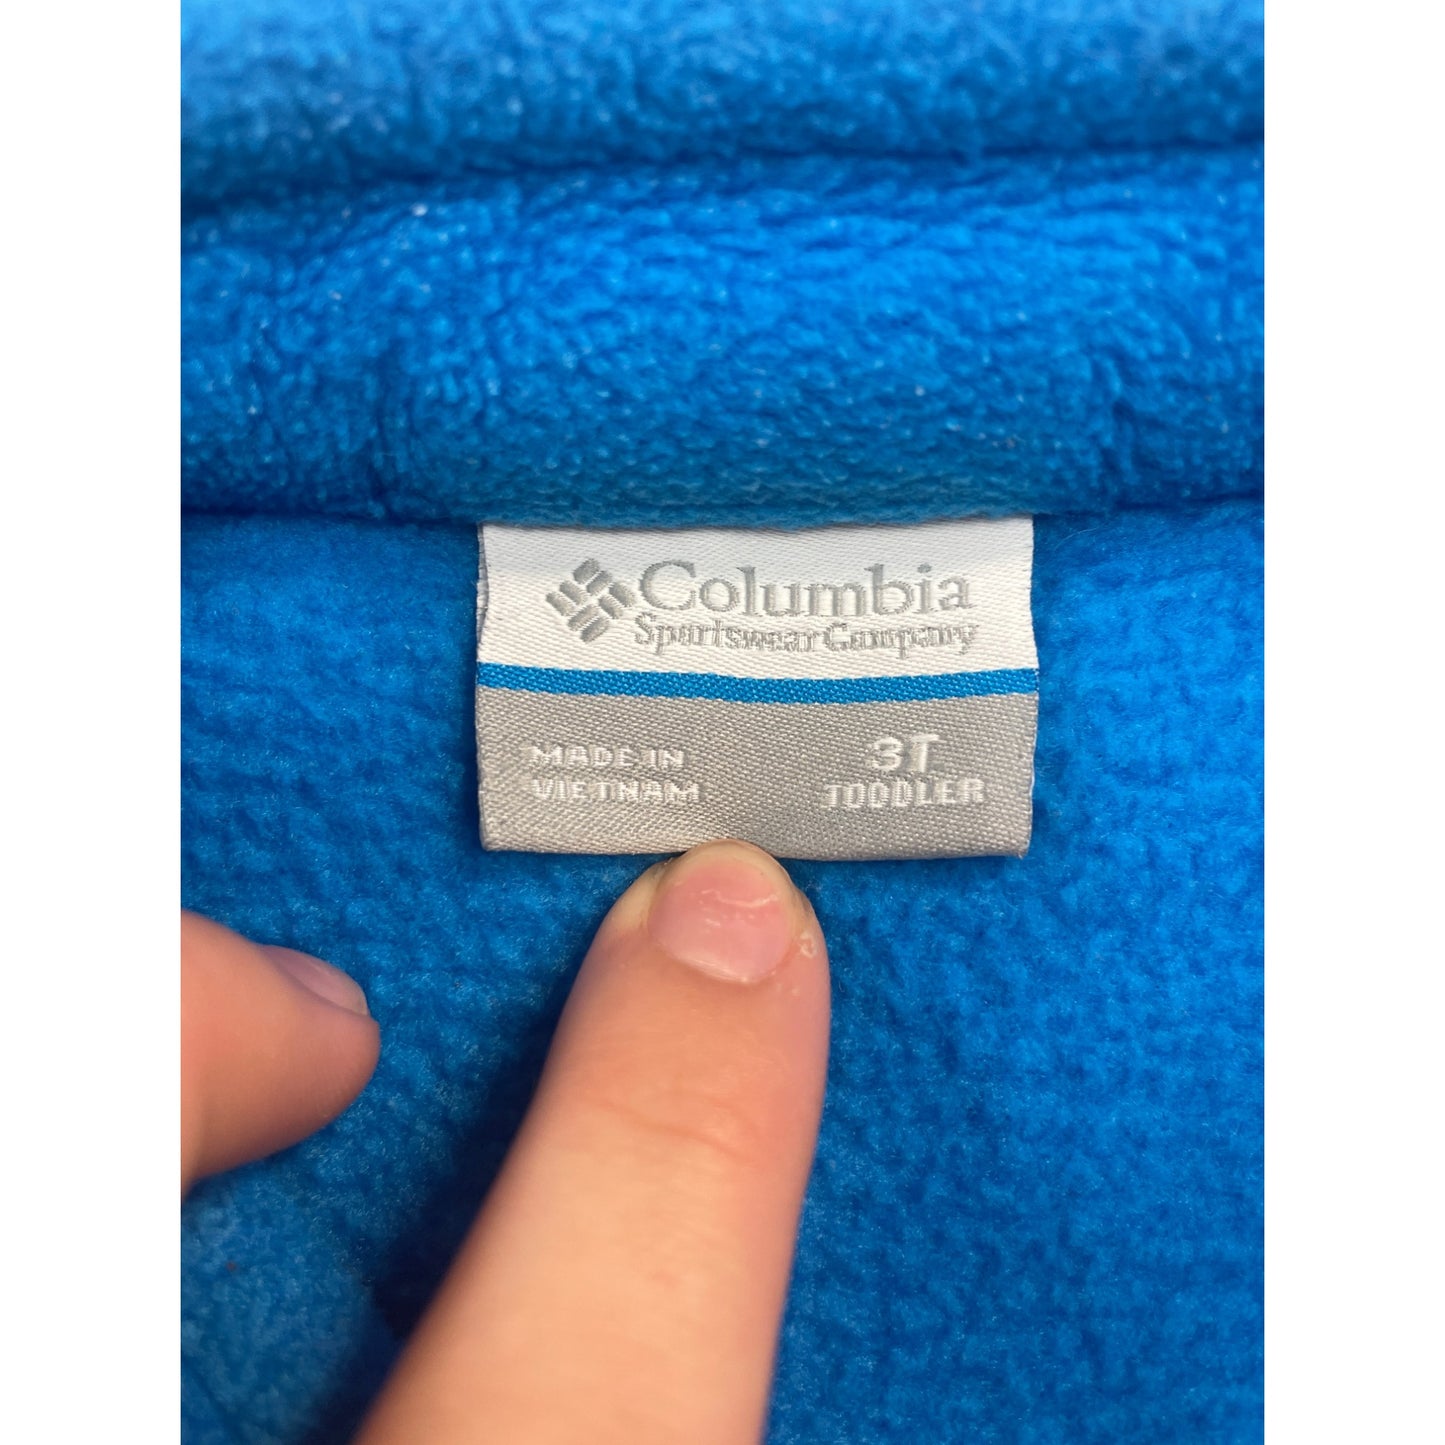 Columbia
Sportswear Company
MADE IN
VIETNAM
3T
TODDLER